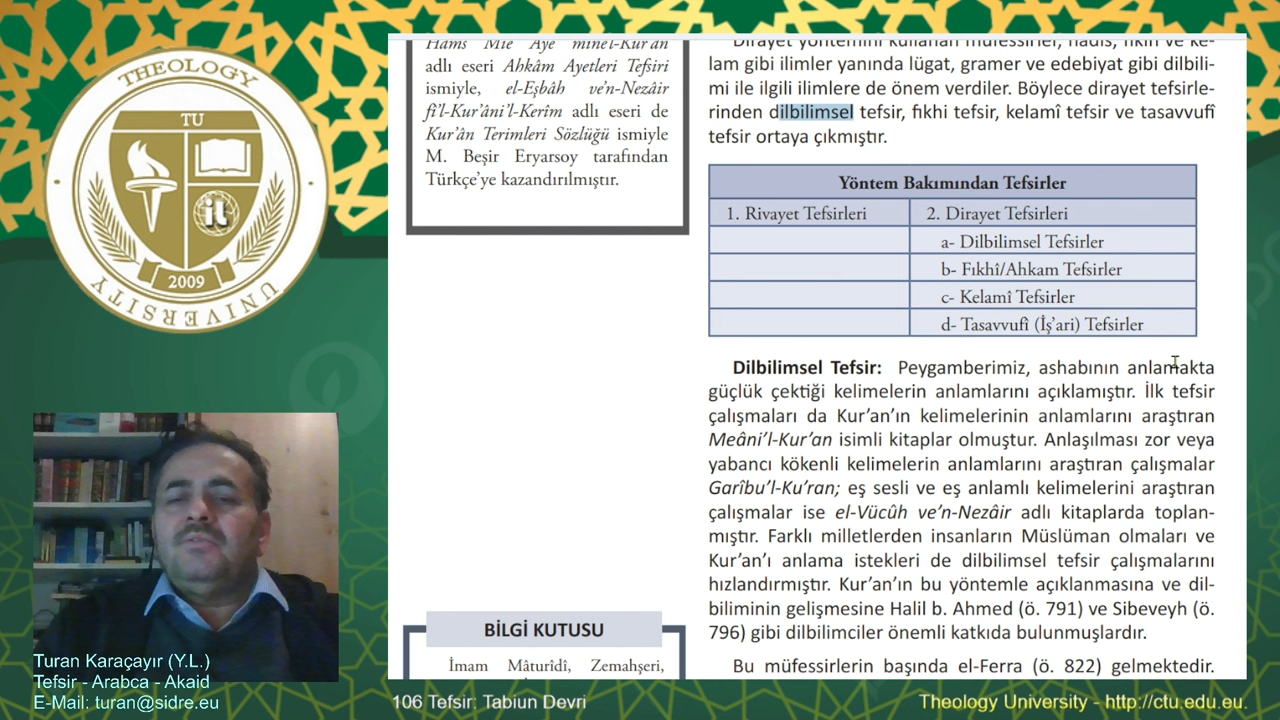 THEOLOGY
TU
2009
UNIVERSITY
Hams Mie Aye mine'l-Kur'an
adlı eseri Ahkâm Ayetleri Tefsiri
ismiyle, el-Eşbâh ve'n-Nezâir
fi'l-Kur'âni'l-Kerîm adlı eseri de
Kur'ân Terimleri Sözlüğü ismiyle
M. Beşir Eryarsoy tarafından
Türkçe'ye kazandırılmıştır.
Dirayet yöntemini kullanan müfessirler, hadis, fıkıh ve ke-
lam gibi ilimler yanında lügat, gramer ve edebiyat gibi dilbili-
mi ile ilgili ilimlere de önem verdiler. Böylece dirayet tefsirle-
rinden dilbilimsel tefsir, fıkhi tefsir, kelamî tefsir ve tasavvufî
tefsir ortaya çıkmıştır.
Yöntem Bakımından Tefsirler
1. Rivayet Tefsirleri 2. Dirayet Tefsirleri
a- Dilbilimsel Tefsirler
b- Fıkhî/Ahkam Tefsirler
c- Kelamî Tefsirler
d- Tasavvufî (İş'ari) Tefsirler
Dilbilimsel Tefsir: Peygamberimiz, ashabının anlamakta
güçlük çektiği kelimelerin anlamlarını açıklamıştır. İlk tefsir
çalışmaları da Kur'an'ın kelimelerinin anlamlarını araştıran
Meâni'l-Kur'an isimli kitaplar olmuştur. Anlaşılması zor veya
yabancı kökenli kelimelerin anlamlarını araştıran çalışmalar
Garîbu'l-Ku'ran; eş sesli ve eş anlamlı kelimelerini araştıran
çalışmalar ise el-Vücûh ve'n-Nezâir adlı kitaplarda toplan-
mıştır. Farklı milletlerden insanların Müslüman olmaları ve
Kur'an'ı anlama istekleri de dilbilimsel tefsir çalışmalarını
hızlandırmıştır. Kur'an'ın bu yöntemle açıklanmasına ve dil-
biliminin gelişmesine Halil b. Ahmed (ö. 791) ve Sibeveyh (ö.
796) gibi dilbilimciler önemli katkıda bulunmuşlardır.
Bu müfessirlerin başında el-Ferra (ö. 822) gelmektedir.
BİLGİ KUTUSU
İmam Mâturîdî, Zemahşeri,
Turan Karaçayır (Y.L.)
Tefsir - Arabca - Akaid
E-Mail: turan@sidre.eu
106 Tefsir: Tabiun Devri
Theology University - http://ctu.edu.eu.